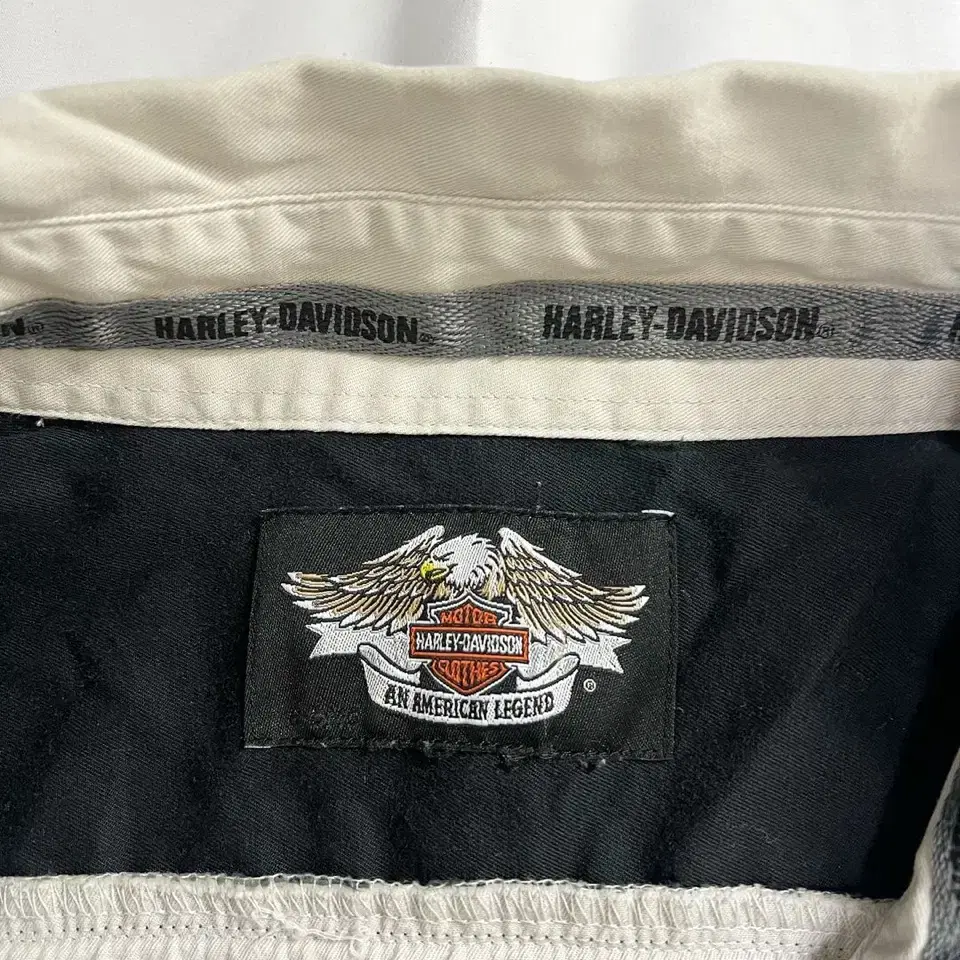 N®
HARLEY-DAVIDSON®
HARLEY-DAVIDSON®
MOTOR
HARLEY-DAVIDSON
CLOTHES
AN AMERICAN LEGEND
®